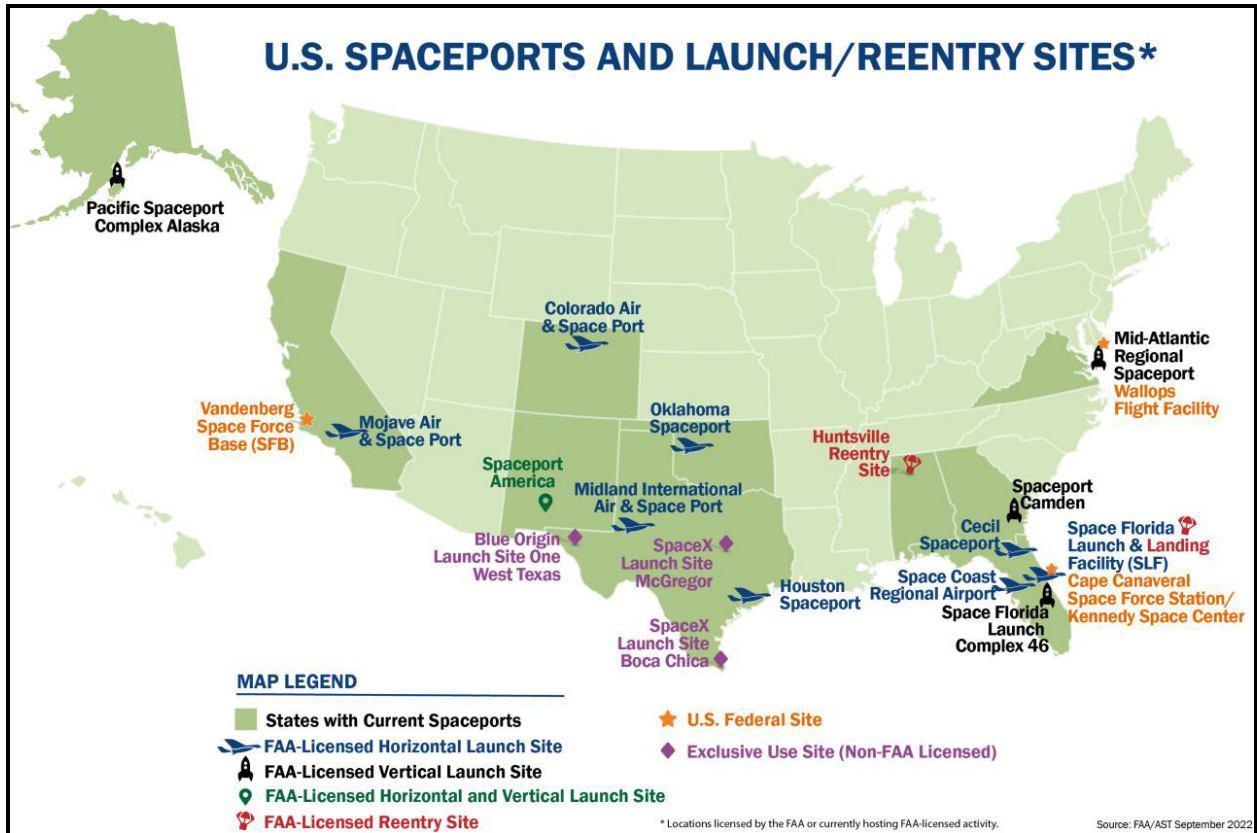 U.S. SPACEPORTS AND LAUNCH/REENTRY SITES*
Pacific Spaceport
Complex Alaska
Colorado Air
& Space Port
Mid-Atlantic
Regional
Spaceport
Wallops
Flight Facility
Vandenberg
Space Force
Base (SFB)
Mojave Air
& Space Port
Oklahoma
Spaceport
Huntsville
Reentry
Site
Spaceport
America
Midland International
Air & Space Port
Spaceport
Camden
Blue Origin
Launch Site One
West Texas
SpaceX
Launch Site
McGregor
Cecil
Spaceport
Space Florida
Launch & Landing
Facility (SLF)
Cape Canaveral
Space Force Station/
Kennedy Space Center
Houston
Spaceport
Space Coast
Regional Airport
Space Florida
Launch
Complex 46
SpaceX
Launch Site
Boca Chica
MAP LEGEND
States with Current Spaceports
FAA-Licensed Horizontal Launch Site
FAA-Licensed Vertical Launch Site
FAA-Licensed Horizontal and Vertical Launch Site
FAA-Licensed Reentry Site
U.S. Federal Site
Exclusive Use Site (Non-FAA Licensed)
* Locations licensed by the FAA or currently hosting FAA-licensed activity.
Source: FAA/AST September 2022